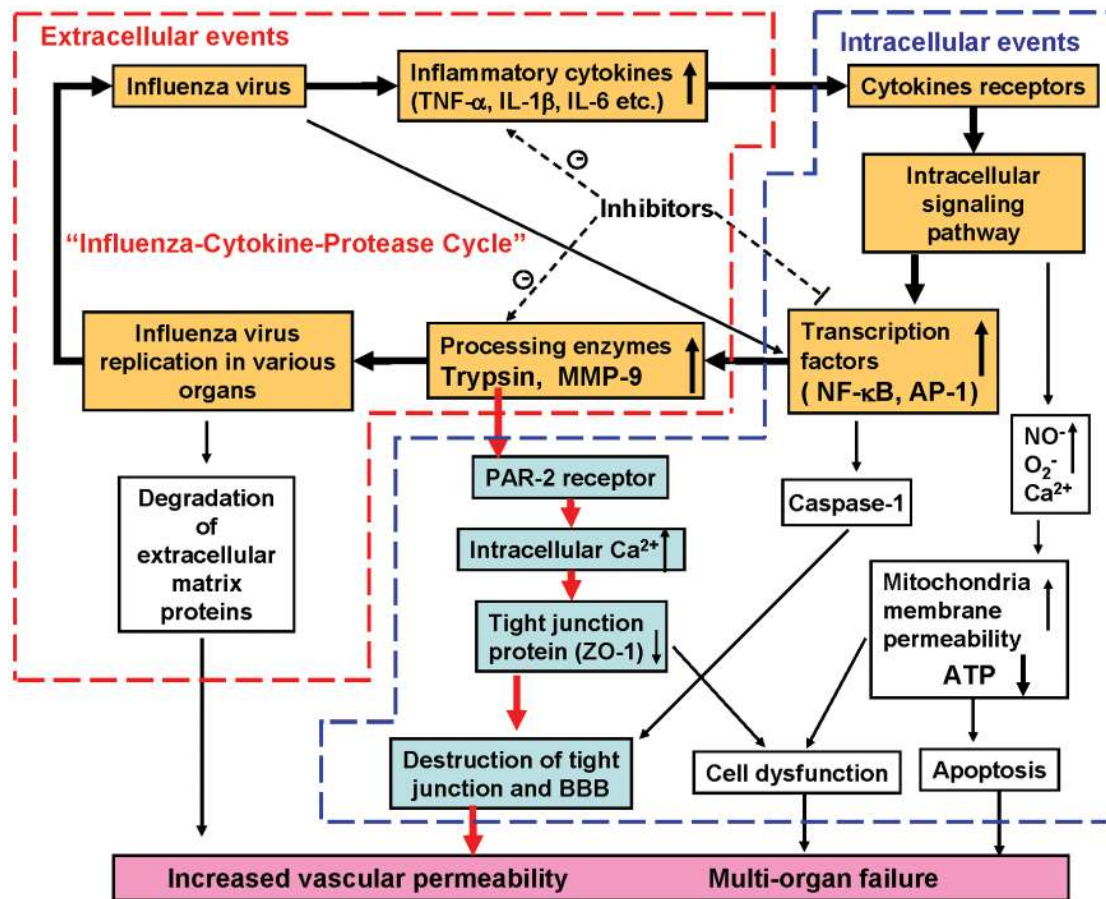 Extracellular events
Intracellular events
Influenza virus
Inflammatory cytokines
(TNF-α, IL-1β, IL-6 etc.)
Cytokines receptors
Intracellular
signaling
pathway
Inhibitors
“Influenza-Cytokine-Protease Cycle”
Influenza virus
replication in various
organs
Processing enzymes
Trypsin, MMP-9
Transcription
factors
( NF-κB, AP-1)
NO⁻
O₂⁻
Ca²⁺
PAR-2 receptor
Caspase-1
Degradation
of
extracellular
matrix
proteins
Intracellular Ca²⁺
Mitochondria
membrane
permeability
ATP
Tight junction
protein (ZO-1)
Destruction of tight
junction and BBB
Cell dysfunction
Apoptosis
Increased vascular permeability
Multi-organ failure